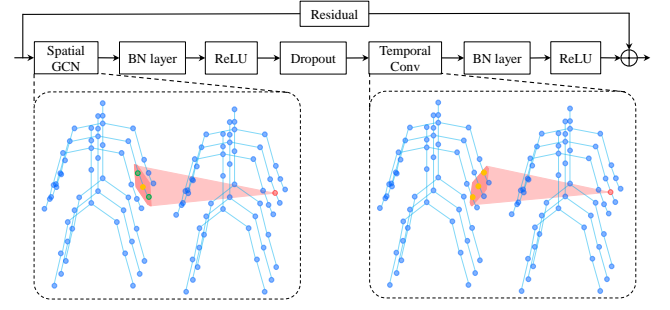 Residual
Spatial
GCN
BN layer
ReLU
Dropout
Temporal
Conv
BN layer
ReLU